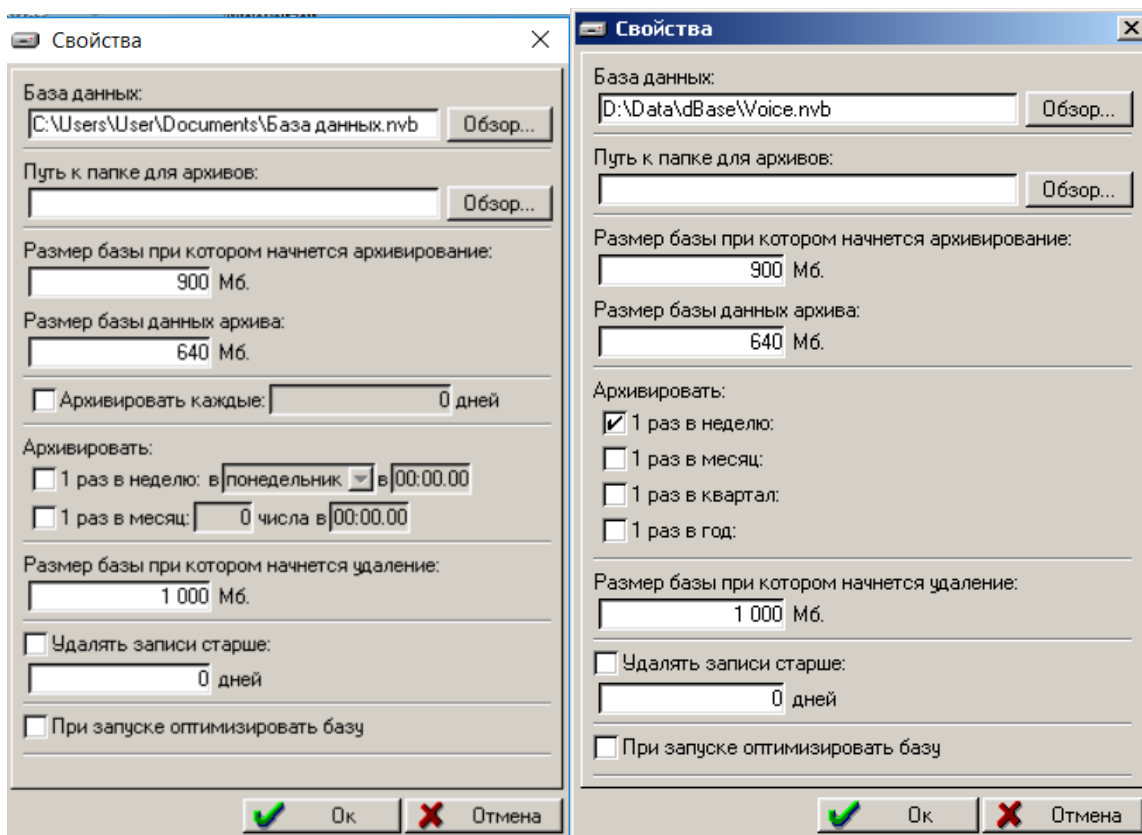 Свойства
База данных:
C:\Users\User\Documents\База данных.nvb Обзор...
Путь к папке для архивов:
Обзор...
Размер базы при котором начнется архивирование:
900 Мб.
Размер базы данных архива:
640 Мб.
Архивировать каждые: 0 дней
Архивировать:
1 раз в неделю: в понедельник в 00:00.00
1 раз в месяц: 0 числа в 00:00.00
Размер базы при котором начнется удаление:
1 000 Мб.
Удалять записи старше:
0 дней
При запуске оптимизировать базу
Ок Отмена
Свойства
База данных:
D:\Data\dBase\Voice.nvb Обзор...
Путь к папке для архивов:
Обзор...
Размер базы при котором начнется архивирование:
900 Мб.
Размер базы данных архива:
640 Мб.
Архивировать:
1 раз в неделю:
1 раз в месяц:
1 раз в квартал:
1 раз в год:
Размер базы при котором начнется удаление:
1 000 Мб.
Удалять записи старше:
0 дней
При запуске оптимизировать базу
Ок Отмена